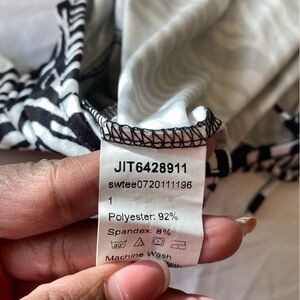 JIT6428911
swtee0720111196
1
Polyester: 92%
Spandex: 8%
Machine Wash